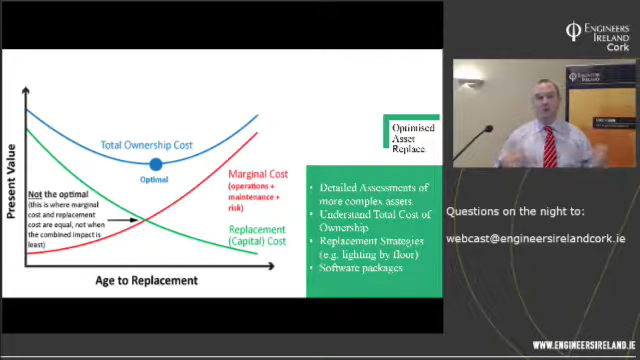 ENGINEERS
IRELAND
Cork
Total Ownership Cost
Optimal
Not the optimal
(this is where marginal
cost and replacement
cost are equal, not when
the combined impact is
least)
Marginal Cost
(operations +
maintenance +
risk)
Replacement
(Capital) Cost
Present Value
Age to Replacement
Optimised
Asset
Replace.
• Detailed Assessments of
more complex assets.
• Understand Total Cost of
Ownership
• Replacement Strategies
(e.g. lighting by floor)
• Software packages
ENGINEERS
IRELAND
Questions on the night to:
webcast@engineersirelandcork.ie
WWW.ENGINEERSIRELAND.IE